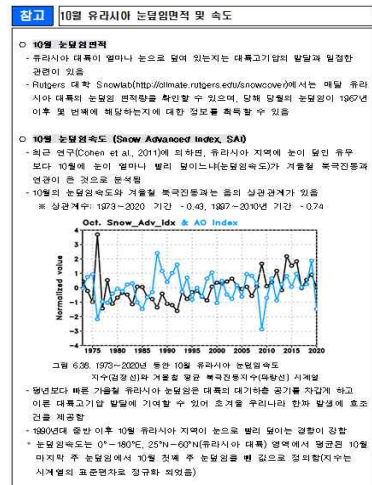 참고 10월 유라시아 눈덮임면적 및 속도
○ 10월 눈덮임면적
- 유라시아 대륙이 얼마나 눈으로 덮여 있는지는 대륙고기압의 발달과 밀접한
관련이 있음
- Rutgers 대학 Snowlab(http://climate.rutgers.edu/snowcover)에서는 매달 유라
시아 대륙의 눈덮임 면적량을 확인할 수 있으며, 당해 당월의 눈덮임이 1967년
이후 몇 번째에 해당하는지에 대한 정보를 획득할 수 있음
○ 10월 눈덮임속도 (Snow Advanced Index, SAI)
- 최근 연구(Cohen et al., 2011)에 의하면, 유라시아 지역에 눈이 덮인 유무
보다 10월에 눈이 얼마나 빨리 덮이느냐(눈덮임속도)가 겨울철 북극진동과
연관이 큰 것으로 분석됨
- 10월의 눈덮임속도와 겨울철 북극진동과는 음의 상관관계가 있음
※ 상관계수: 1973~2020 기간 -0.43, 1997~2010년 기간 -0.74
Oct. Snow_Adv_Idx & AO Index
Normalized value
4
3
2
1
0
-1
-2
-3
-4
1975 1980 1985 1990 1995 2000 2005 2010 2015 2020
그림 6.38. 1973~2020년 동안 10월 유라시아 눈덮임속도
지수(검정선)와 겨울철 평균 북극진동지수(파랑선) 시계열
- 평년보다 빠른 가을철 유라시아 눈덮임은 대륙의 대기하층 공기를 차갑게 하고
이른 대륙고기압 발달에 기여할 수 있어 초겨울 우리나라 한파 발생에 호조
건을 제공함
- 1990년대 중반 이후 10월 유라시아 지역에 눈으로 빨리 덮이는 경향이 강함
* 눈덮임속도는 0°~180°E, 25°N~60°N(유라시아 대륙) 영역에서 평균된 10월
마지막 주 눈덮임에서 10월 첫째 주 눈덮임을 뺀 값으로 정의함(지수는
시계열의 표준편차로 정규화 되었음)